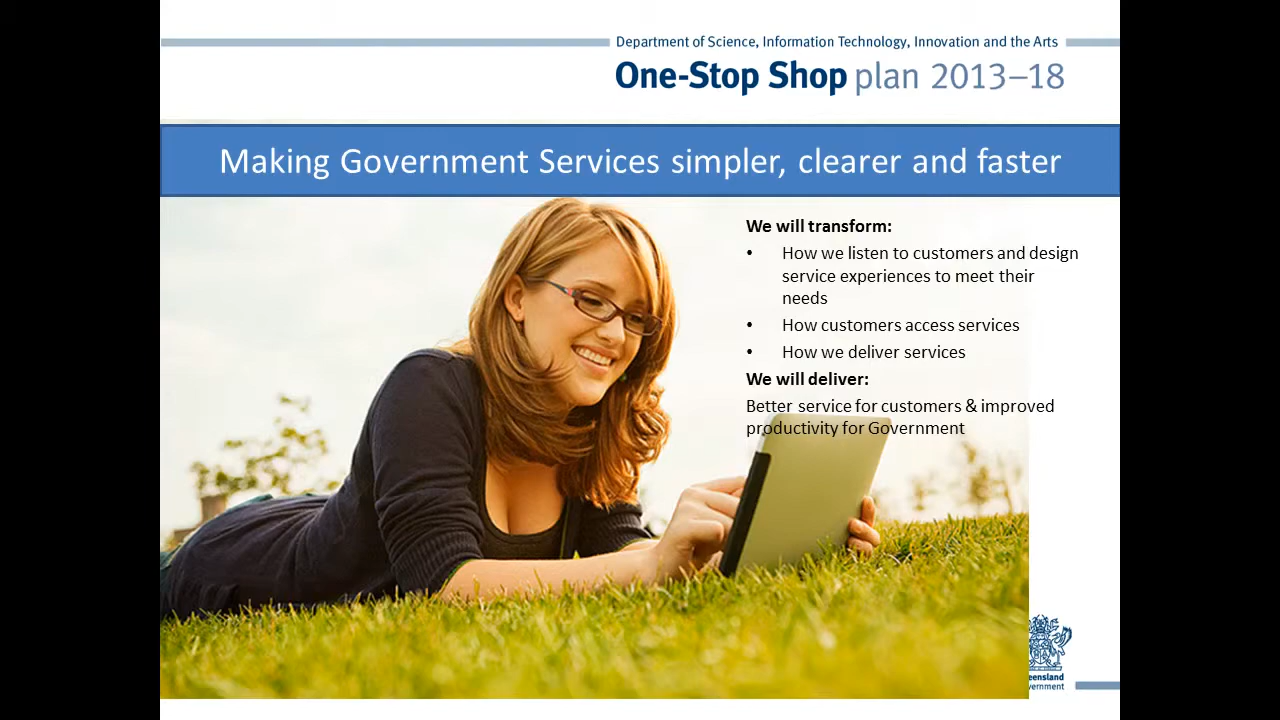 Department of Science, Information Technology, Innovation and the Arts
One-Stop Shop plan 2013–18
Making Government Services simpler, clearer and faster
We will transform:
• How we listen to customers and design
service experiences to meet their
needs
• How customers access services
• How we deliver services
We will deliver:
Better service for customers & improved
productivity for Government
eensland
vernment